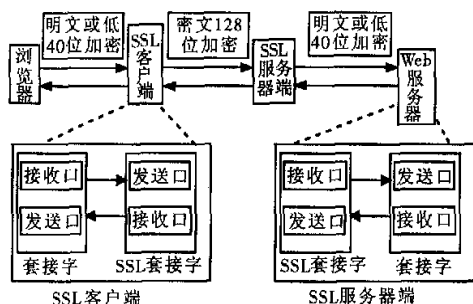 明文或低
40位加密
密文128
位加密
明文或低
40位加密
浏览器
SSL
客户端
SSL
服务
器端
Web
服务器
接收口
发送口
发送口
接收口
套接字
SSL套接字
SSL客户端
接收口
发送口
发送口
接收口
SSL套接字
套接字
SSL服务器端